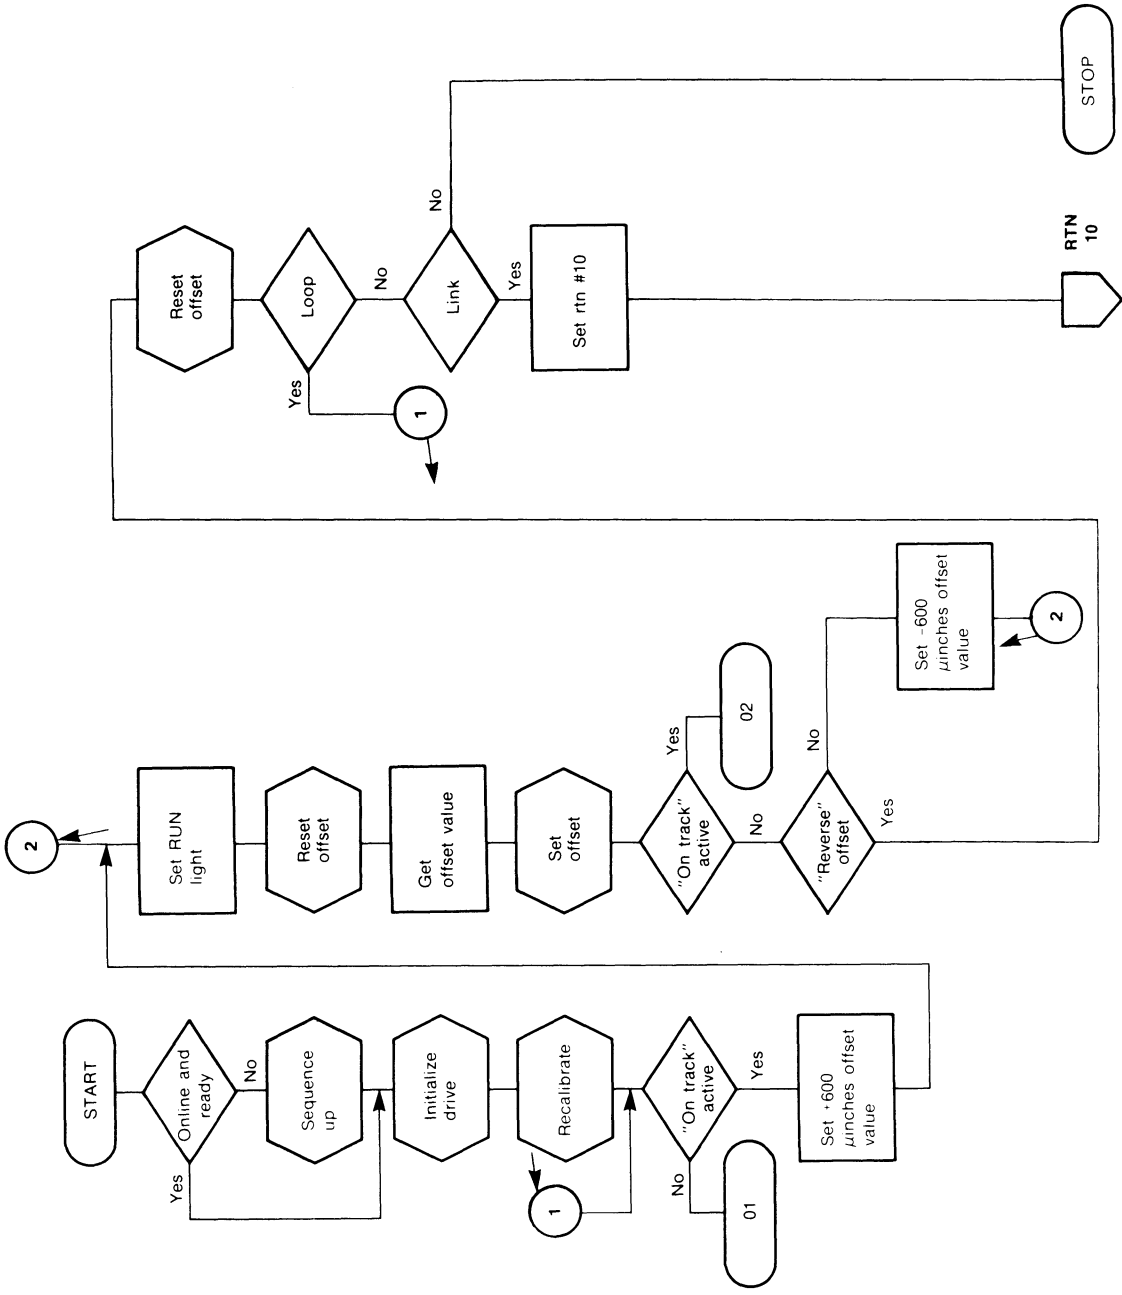 START
Online and
ready
Yes
No
Sequence
up
Initialize
drive
Recalibrate
1
"On track"
active
No
01
Yes
Set +600
µinches offset
value
2
Set RUN
light
Reset
offset
Get
offset value
Set
offset
"On track"
active
Yes
02
No
"Reverse"
offset
No
Yes
Set -600
µinches offset
value
2
Reset
offset
Loop
Yes
1
No
Link
No
Yes
Set rtn #10
RTN
10
STOP